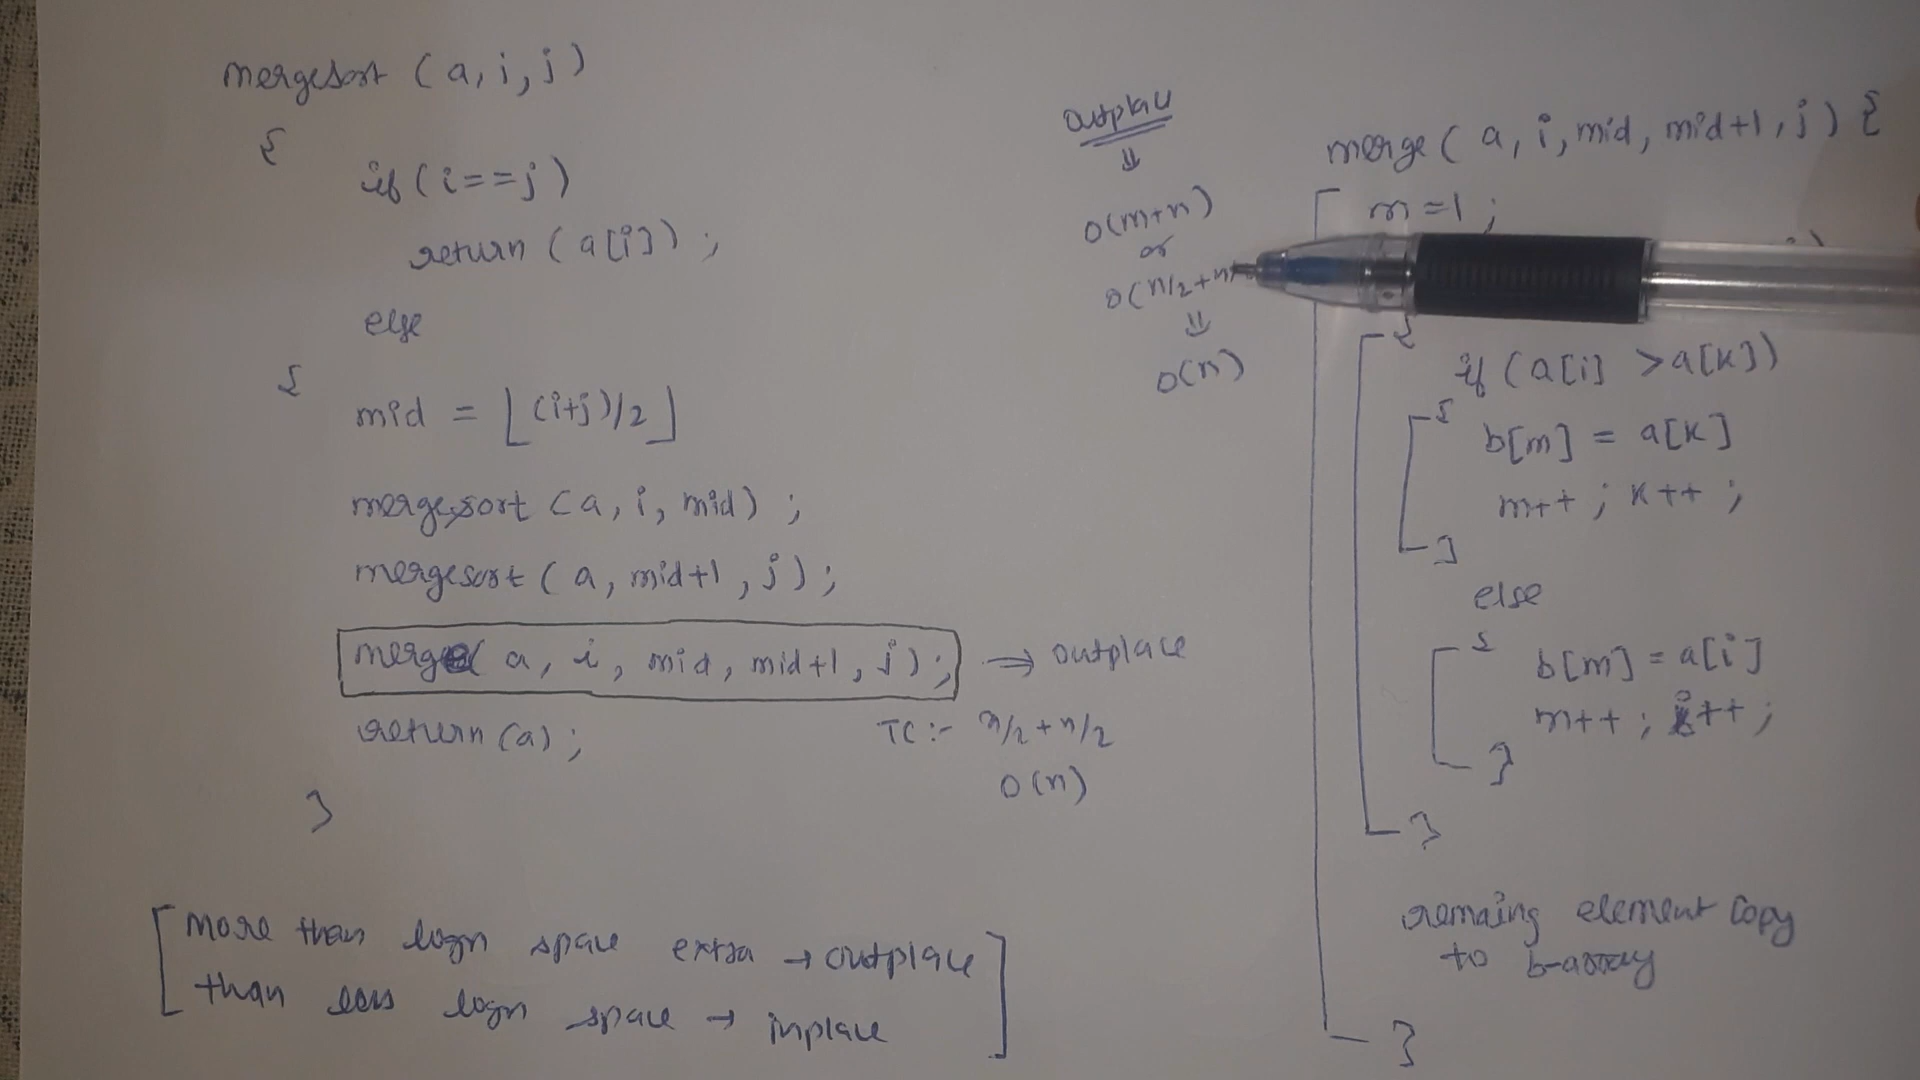 mergesort (a, i, j)
{
if (i==j)
return (a[i]) ;
else
{
mid = ⌊(i+j)/2⌋
mergesort (a, i, mid) ;
mergesort (a, mid+1, j) ;
merge( a, i, mid, mid+1, j) ; → outplace
return (a) ;
TC :- n/2 + n/2
O(n)
}
[ more than logn space extra → outplace ]
[ than less logn space → inplace ]
outplace
⇓
O(m+n)
or
O(n/2+n/
⇓
O(n)
merge ( a, i, mid, mid+1, j ) {
m = 1 ;
{
if (a[i] > a[k])
{
b[m] = a[k]
m++ ; k++ ;
}
else
{
b[m] = a[i]
m++ ; i++ ;
}
}
remaing element copy
to b-array
}